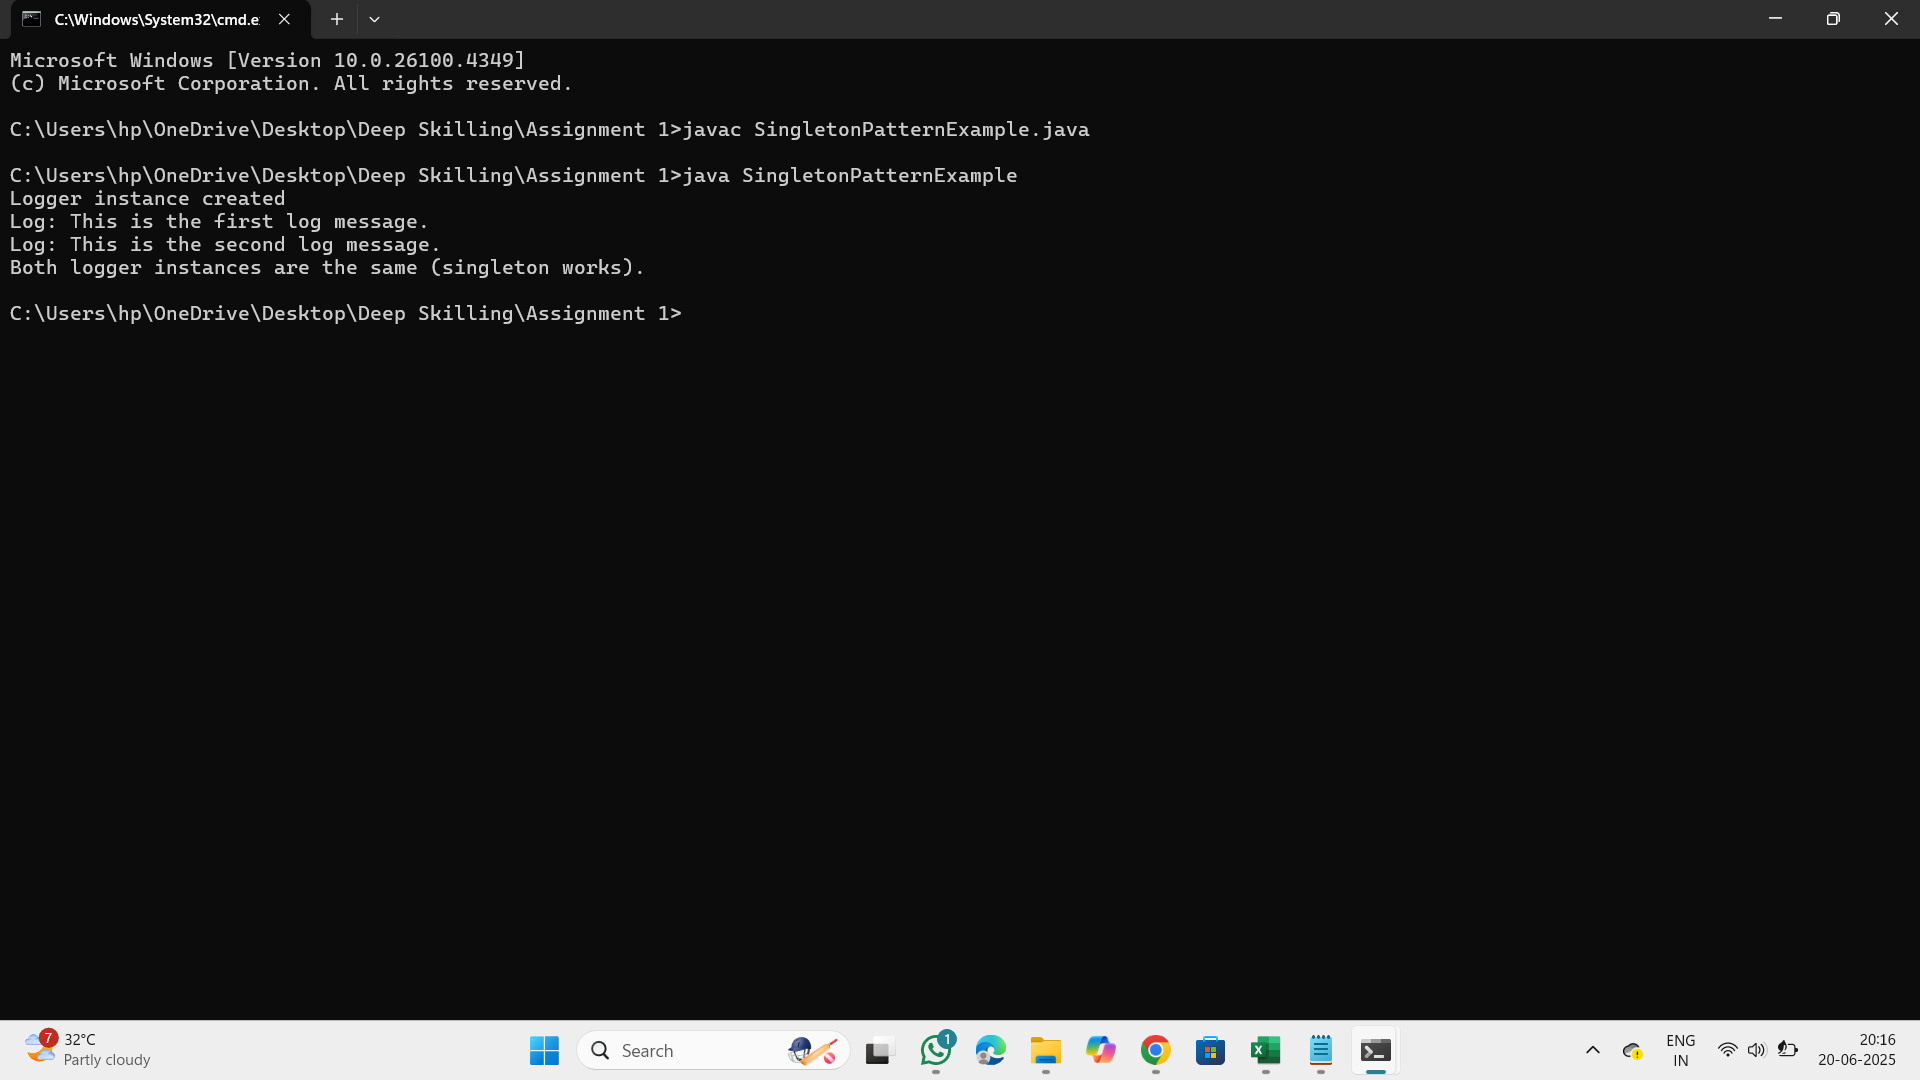 C:\Windows\System32\cmd.e
Microsoft Windows [Version 10.0.26100.4349]
(c) Microsoft Corporation. All rights reserved.
C:\Users\hp\OneDrive\Desktop\Deep Skilling\Assignment 1>javac SingletonPatternExample.java
C:\Users\hp\OneDrive\Desktop\Deep Skilling\Assignment 1>java SingletonPatternExample
Logger instance created
Log: This is the first log message.
Log: This is the second log message.
Both logger instances are the same (singleton works).
C:\Users\hp\OneDrive\Desktop\Deep Skilling\Assignment 1>
7
32°C
Partly cloudy
Search
1
ENG
IN
20:16
20-06-2025